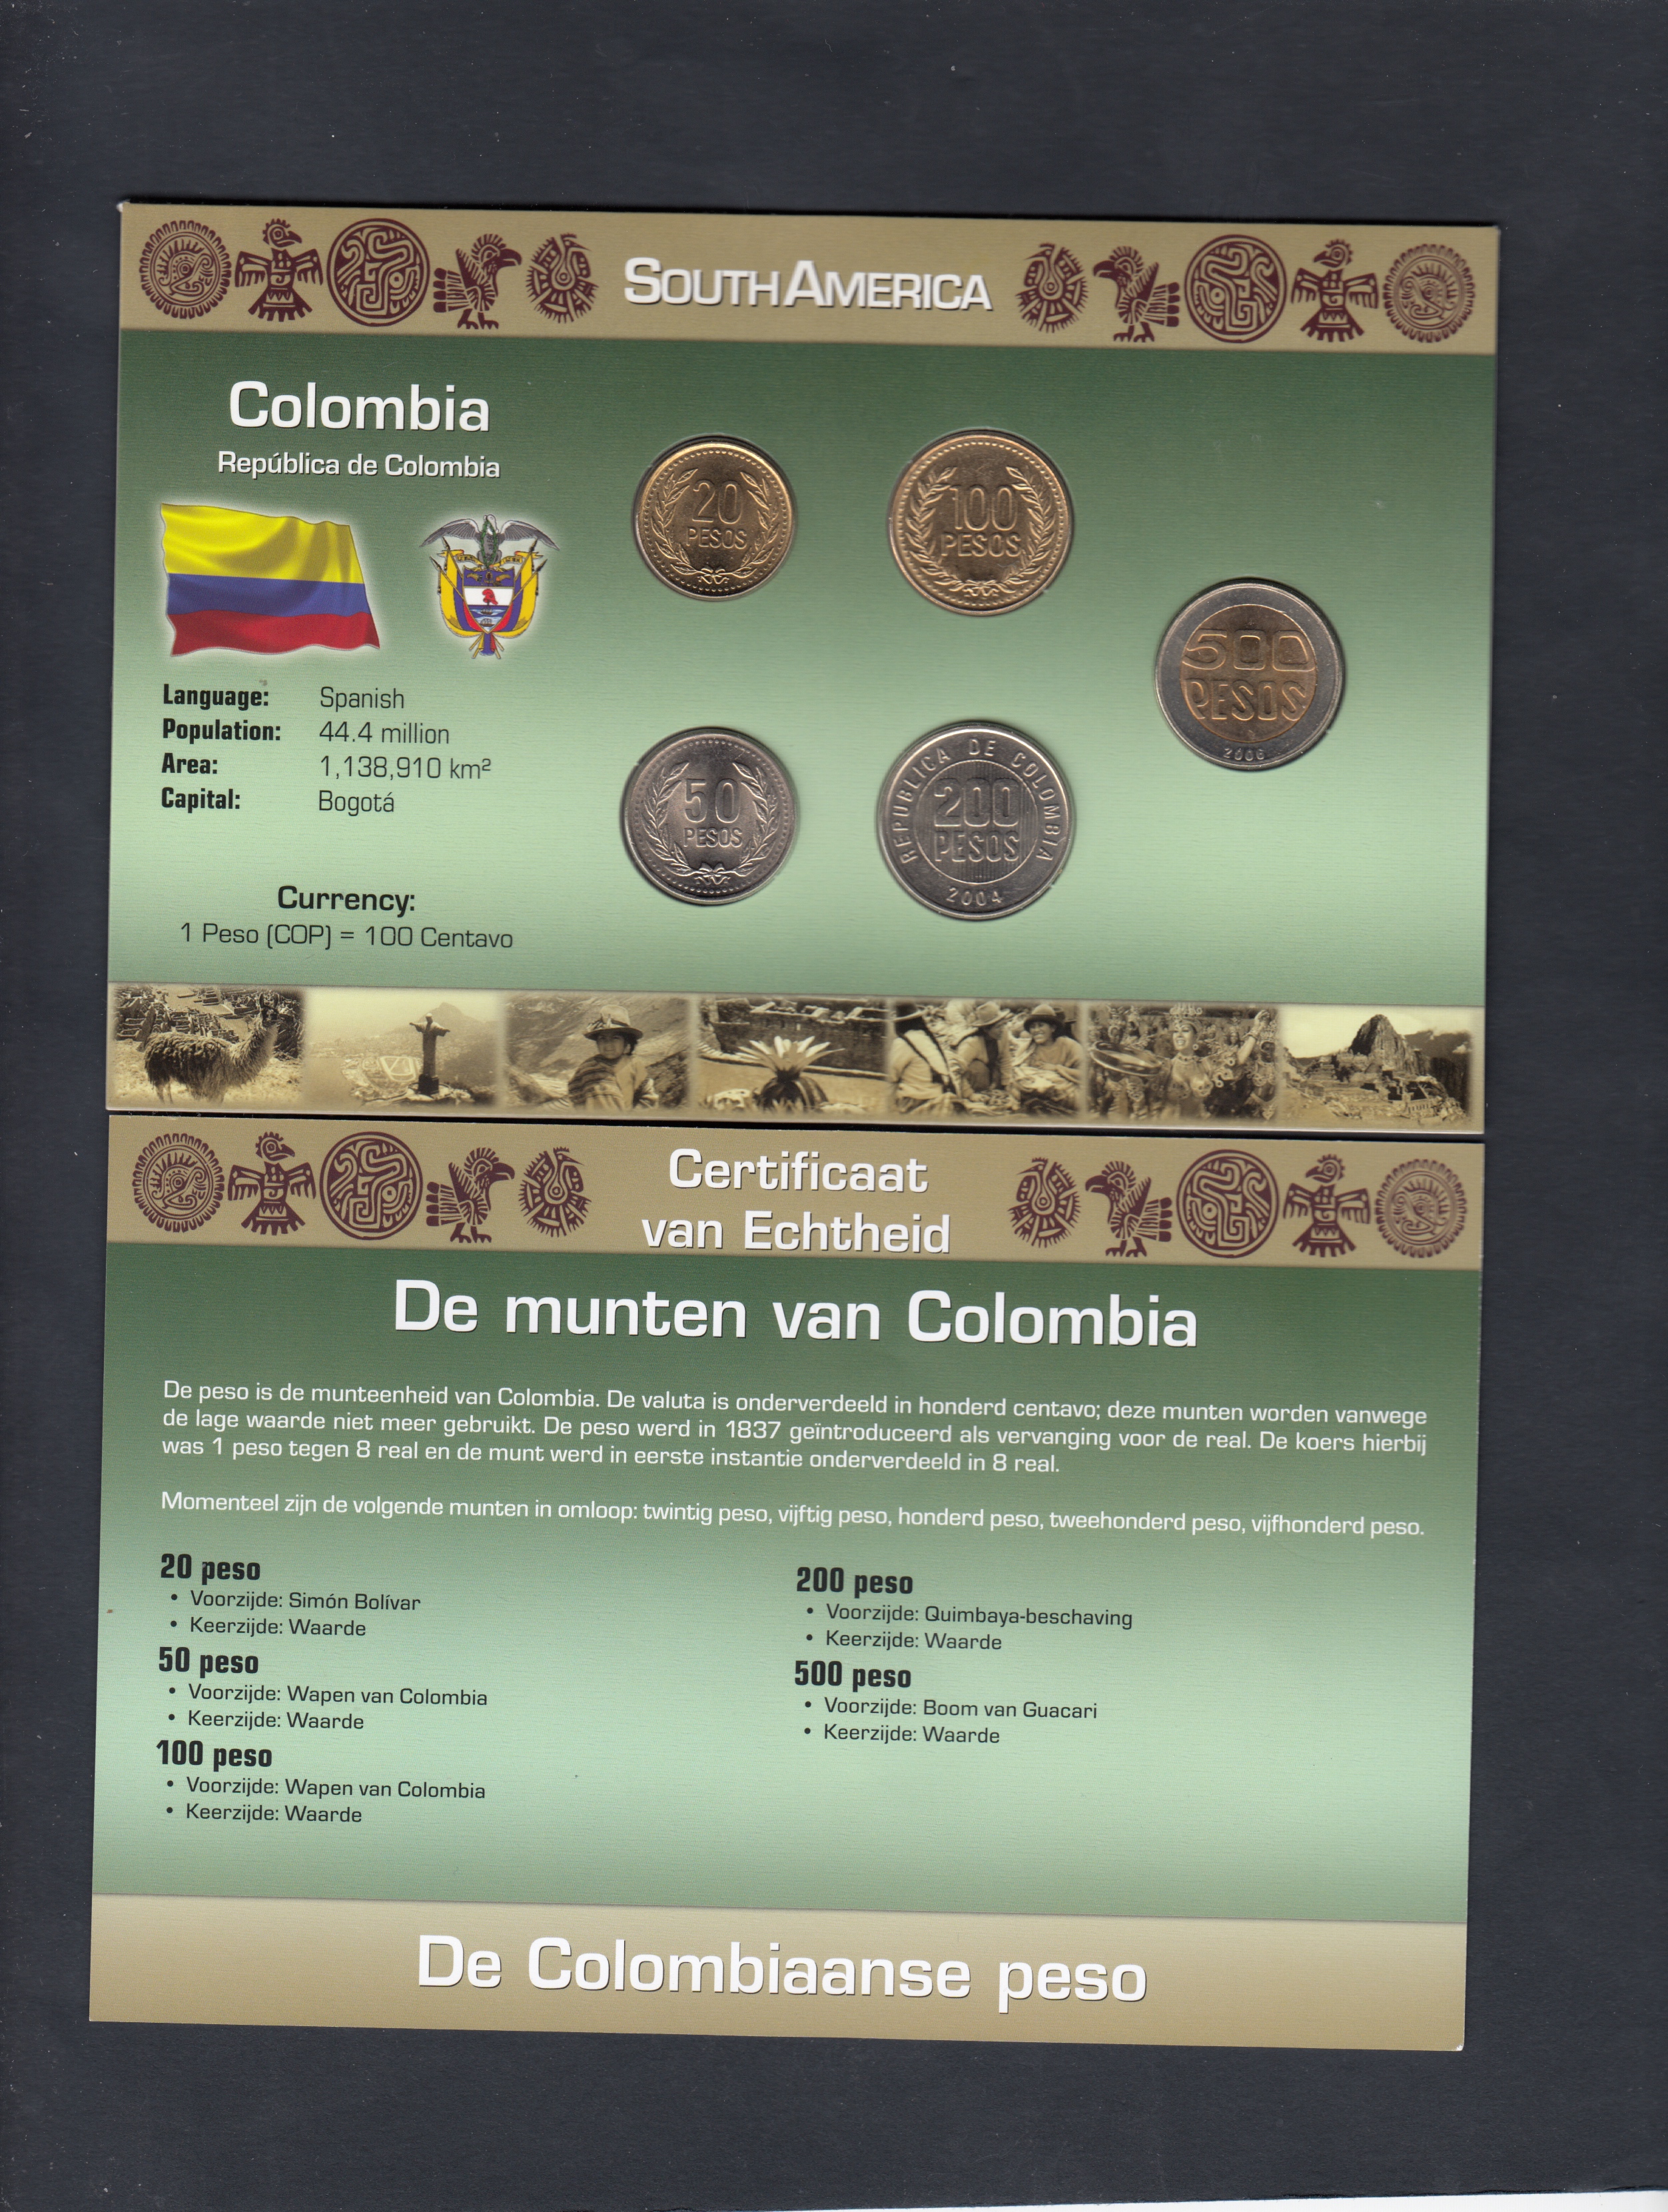 SOUTH AMERICA
Colombia
República de Colombia
Language: Spanish
Population: 44.4 million
Area: 1,138,910 km²
Capital: Bogotá
Currency:
1 Peso (COP) = 100 Centavo
20
PESOS
100
PESOS
500
PESOS
2006
50
PESOS
REPUBLICA DE COLOMBIA
200
PESOS
2004
Certificaat
van Echtheid
De munten van Colombia
De peso is de munteenheid van Colombia. De valuta is onderverdeeld in honderd centavo; deze munten worden vanwege
de lage waarde niet meer gebruikt. De peso werd in 1837 geïntroduceerd als vervanging voor de real. De koers hierbij
was 1 peso tegen 8 real en de munt werd in eerste instantie onderverdeeld in 8 real.
Momenteel zijn de volgende munten in omloop: twintig peso, vijftig peso, honderd peso, tweehonderd peso, vijfhonderd peso.
20 peso
• Voorzijde: Simón Bolívar
• Keerzijde: Waarde
50 peso
• Voorzijde: Wapen van Colombia
• Keerzijde: Waarde
100 peso
• Voorzijde: Wapen van Colombia
• Keerzijde: Waarde
200 peso
• Voorzijde: Quimbaya-beschaving
• Keerzijde: Waarde
500 peso
• Voorzijde: Boom van Guacari
• Keerzijde: Waarde
De Colombiaanse peso